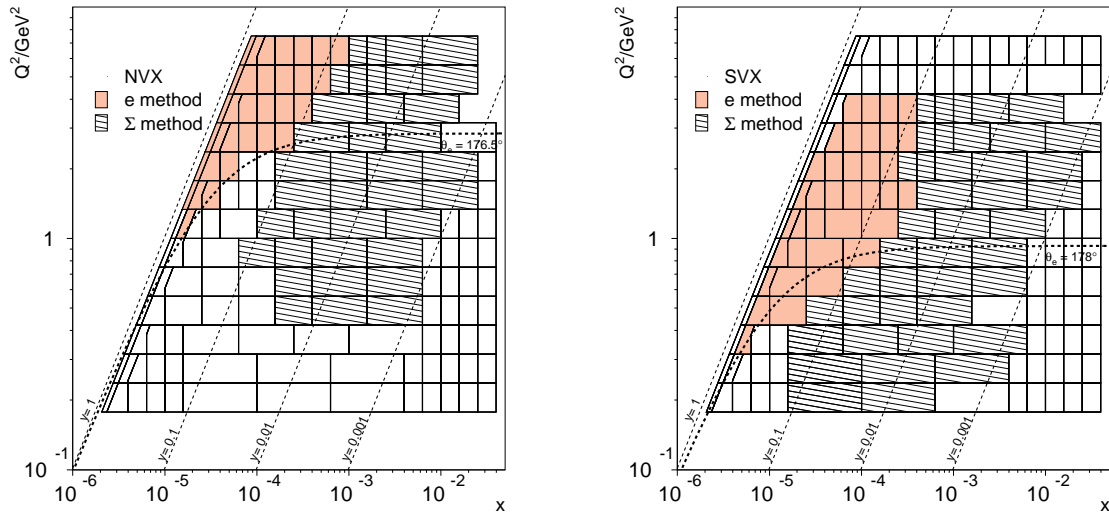 Q²/GeV²
NVX
e method
Σ method
θₑ = 176.5°
1
y= 1
y= 0.1
y= 0.01
y= 0.001
10⁻¹
10⁻⁶ 10⁻⁵ 10⁻⁴ 10⁻³ 10⁻²
x
Q²/GeV²
SVX
e method
Σ method
1
θₑ = 178°
y= 1
y= 0.1
y= 0.01
y= 0.001
10⁻¹
10⁻⁶ 10⁻⁵ 10⁻⁴ 10⁻³ 10⁻²
x